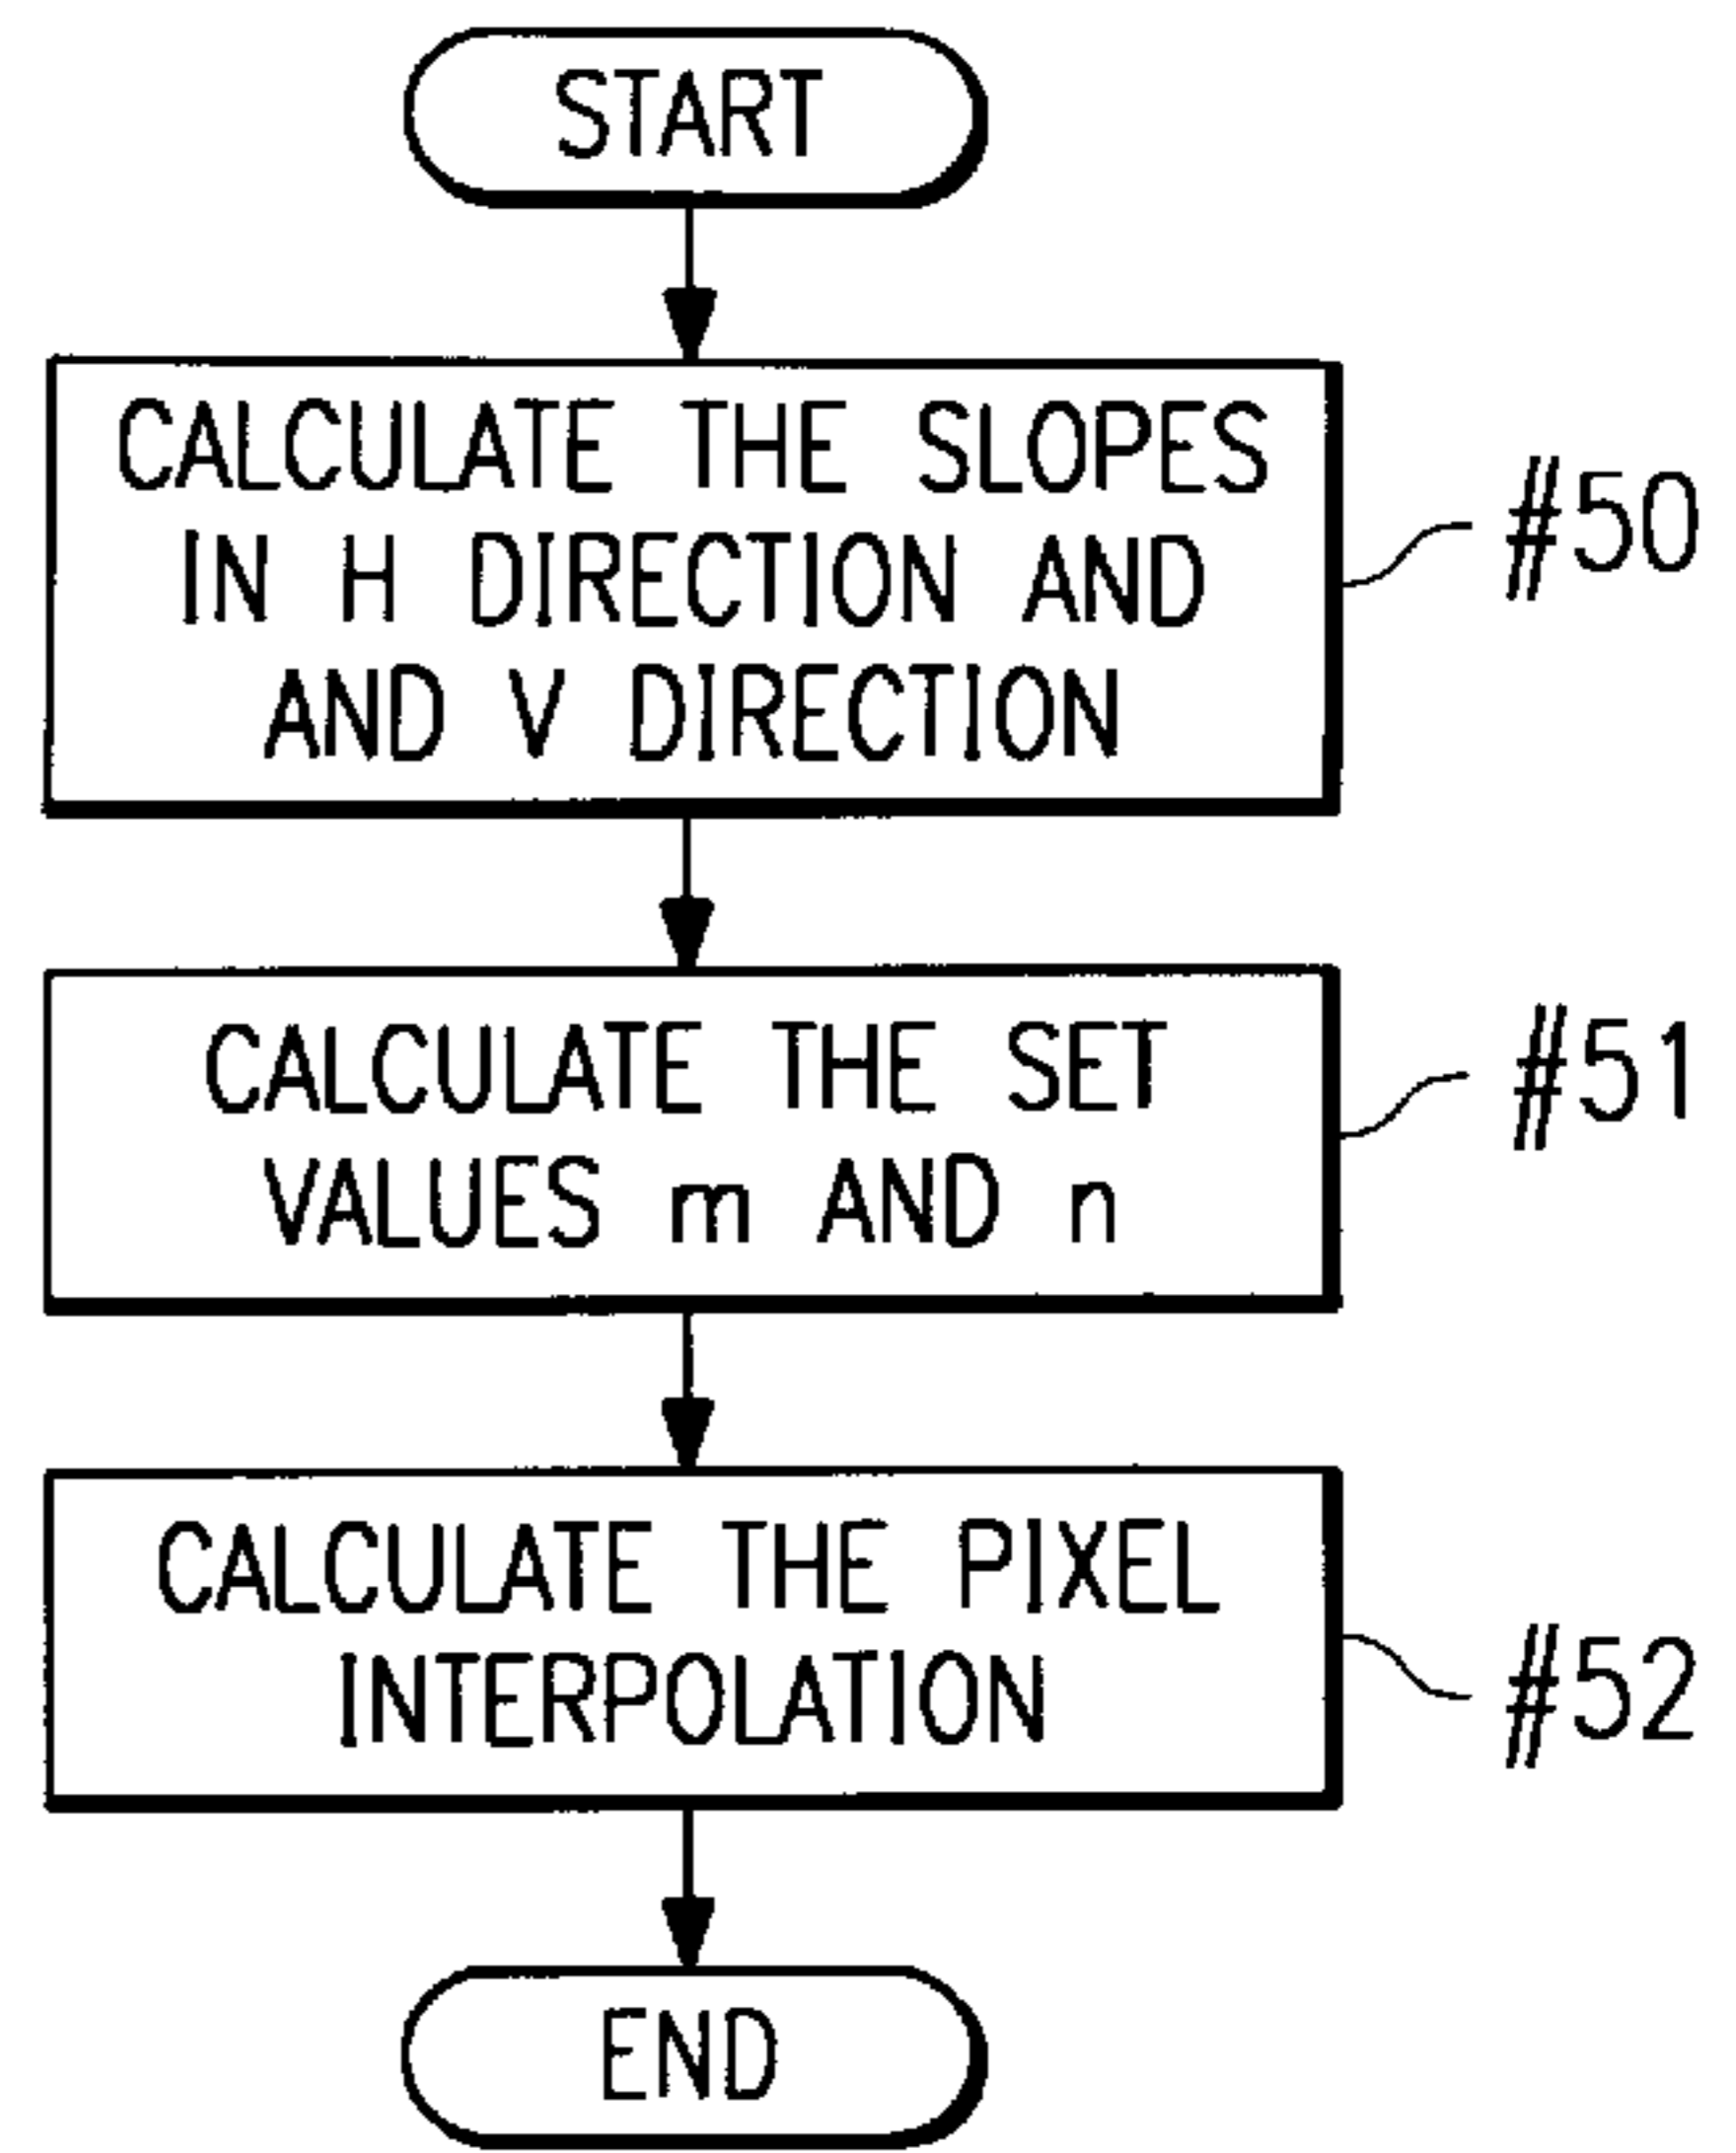 START
CALCULATE THE SLOPES
IN H DIRECTION AND
AND V DIRECTION
#50
CALCULATE THE SET
VALUES m AND n
#51
CALCULATE THE PIXEL
INTERPOLATION
#52
END